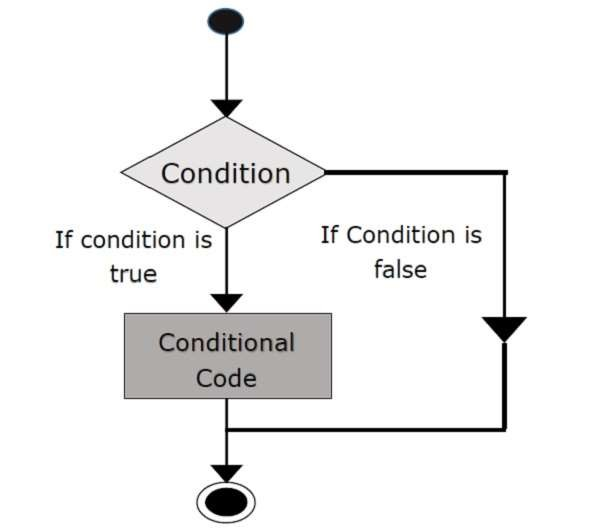 Condition
If condition is
true
If Condition is
false
Conditional
Code